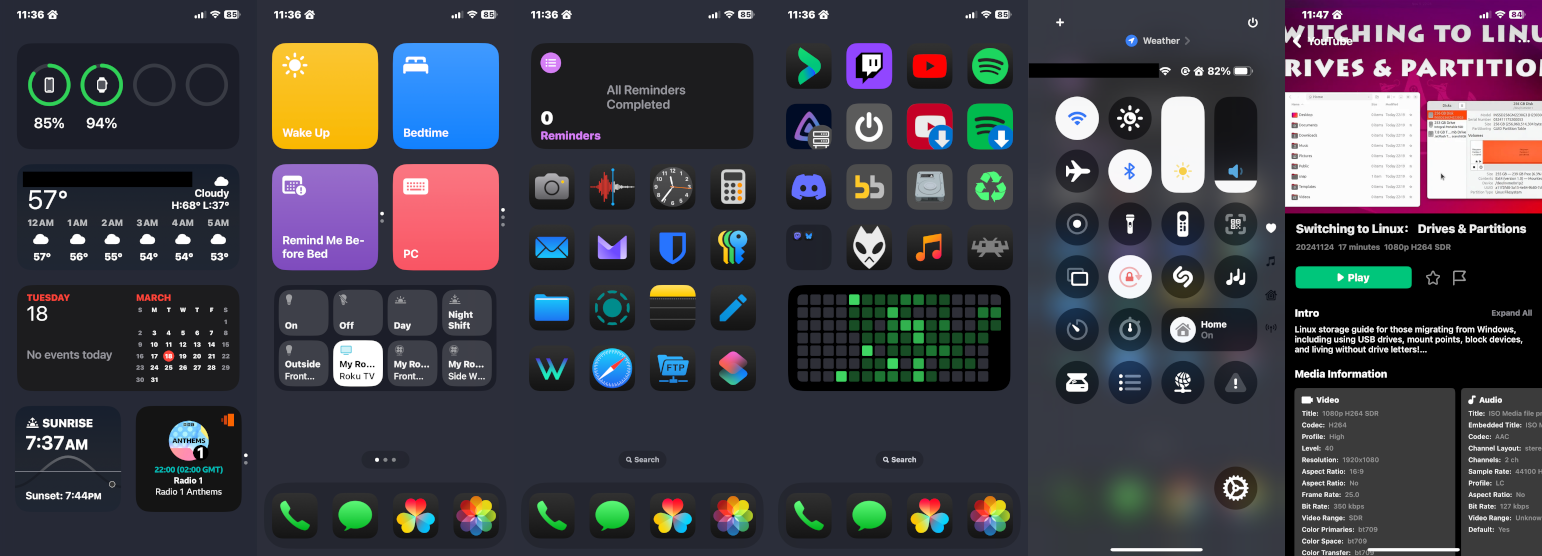 11:36
85
85%
94%
57°
Cloudy
H:68° L:37°
12 AM 1 AM 2 AM 3 AM 4 AM 5 AM
57° 56° 55° 54° 54° 53°
TUESDAY
18
No events today
MARCH
S M T W T F S
1
2 3 4 5 6 7 8
9 10 11 12 13 14 15
16 17 18 19 20 21 22
23 24 25 26 27 28 29
30 31
SUNRISE
7:37AM
Sunset: 7:44PM
ANTHEMS
1
22:00 (02:00 GMT)
Radio 1
Radio 1 Anthems
11:36
85
Wake Up
Bedtime
Remind Me Be-
fore Bed
PC
On
Off
Day
Night
Shift
Outside
Front...
My Ro...
Roku TV
My Ro...
Front...
My Ro...
Side W...
11:36
85
All Reminders
Completed
0
Reminders
FTP
Search
11:36
85
Search
Weather
82%
Home
On
11:47
84
YouTube
SWITCHING TO LINU
RIVES & PARTITION
Switching to Linux: Drives & Partitions
20241124 17 minutes 1080p H264 SDR
Play
Intro
Expand All
Linux storage guide for those migrating from Windows,
including using USB drives, mount points, block devices,
and living without drive letters!...
Media Information
Video
Title: 1080p H264 SDR
Codec: H264
Profile: High
Level: 40
Resolution: 1920x1080
Aspect Ratio: 16:9
Aspect Ratio: No
Frame Rate: 25.0
Bit Rate: 350 kbps
Video Range: SDR
Color Primaries: bt709
Color Space: bt709
Color Transfer: bt709
Audio
Title: ISO Media file pr
Embedded Title: ISO M
Codec: AAC
Channel Layout: stere
Channels: 2 ch
Sample Rate: 44100 H
Profile: LC
Aspect Ratio: No
Bit Rate: 127 kbps
Video Range: Unknow
Default: Yes